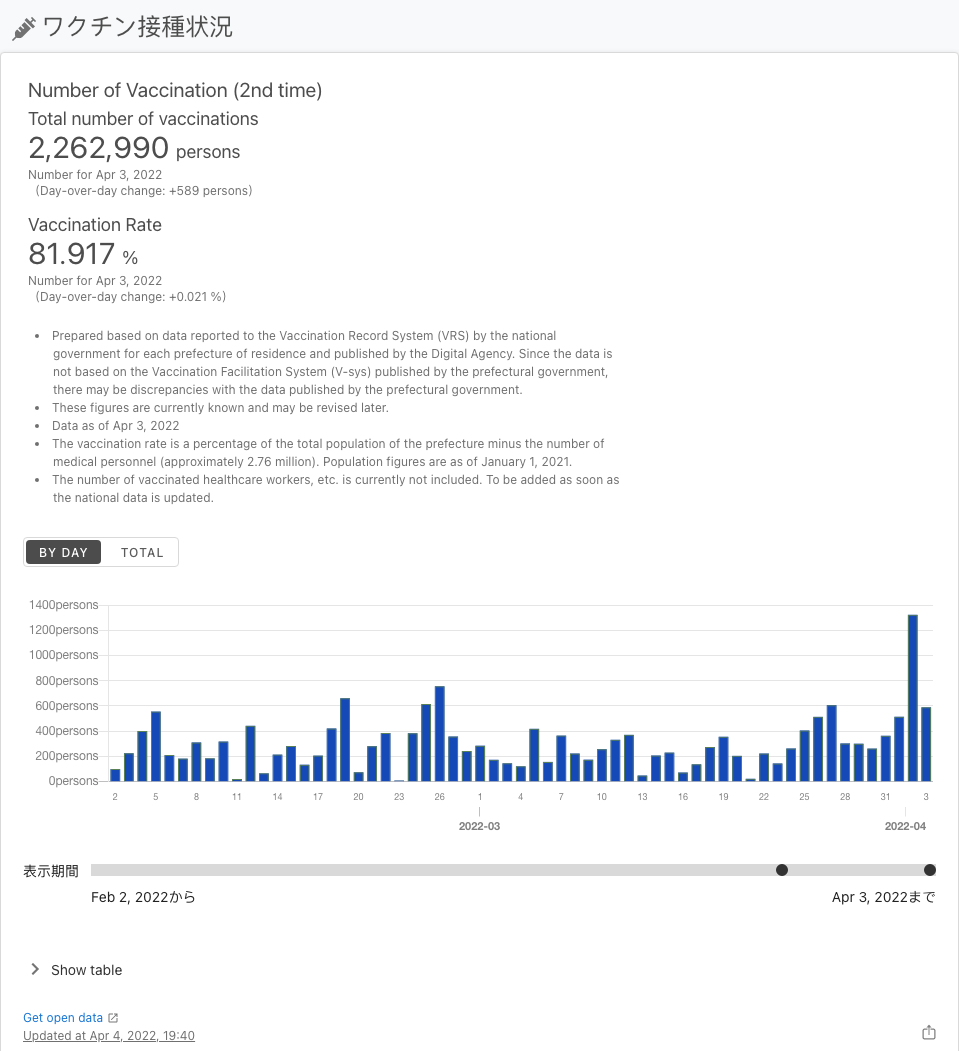 ワクチン接種状況
Number of Vaccination (2nd time)
Total number of vaccinations
2,262,990 persons
Number for Apr 3, 2022
(Day-over-day change: +589 persons)
Vaccination Rate
81.917 %
Number for Apr 3, 2022
(Day-over-day change: +0.021 %)
• Prepared based on data reported to the Vaccination Record System (VRS) by the national
government for each prefecture of residence and published by the Digital Agency. Since the data is
not based on the Vaccination Facilitation System (V-sys) published by the prefectural government,
there may be discrepancies with the data published by the prefectural government.
• These figures are currently known and may be revised later.
• Data as of Apr 3, 2022
• The vaccination rate is a percentage of the total population of the prefecture minus the number of
medical personnel (approximately 2.76 million). Population figures are as of January 1, 2021.
• The number of vaccinated healthcare workers, etc. is currently not included. To be added as soon as
the national data is updated.
BY DAY TOTAL
1400persons
1200persons
1000persons
800persons
600persons
400persons
200persons
0persons
2 5 8 11 14 17 20 23 26 1 4 7 10 13 16 19 22 25 28 31 3
2022-03 2022-04
表示期間
Feb 2, 2022から Apr 3, 2022まで
Show table
Get open data
Updated at Apr 4, 2022, 19:40